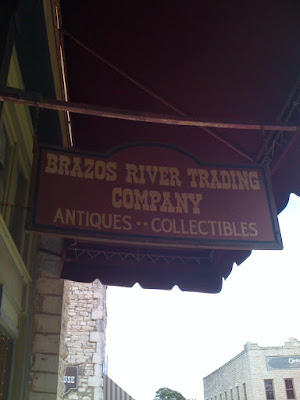 BRAZOS RIVER TRADING
COMPANY
ANTIQUES ·· COLLECTIBLES